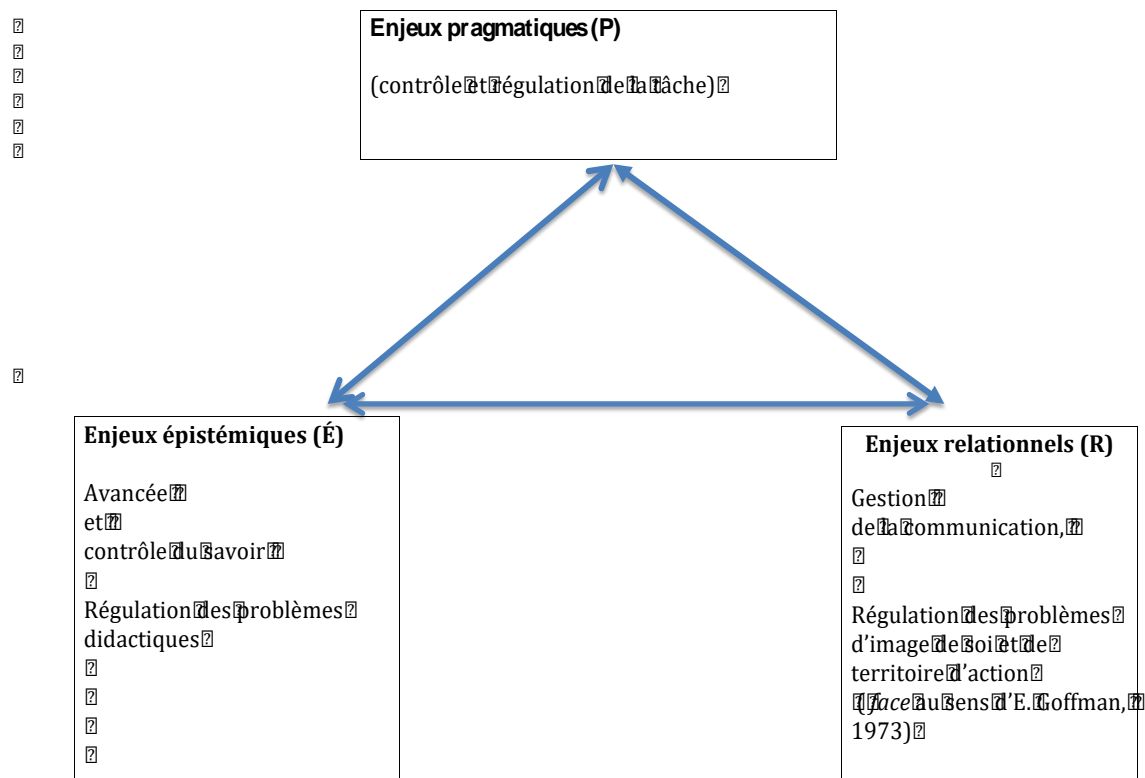 Enjeux pragmatiques (P)
(contrôle et régulation de la tâche)
Enjeux épistémiques (É)
Avancée
et
contrôle du savoir
Régulation des problèmes
didactiques
Enjeux relationnels (R)
Gestion
de la communication,
Régulation des problèmes
d'image de soi et de
territoire d'action
(face au sens d'E. Goffman,
1973)